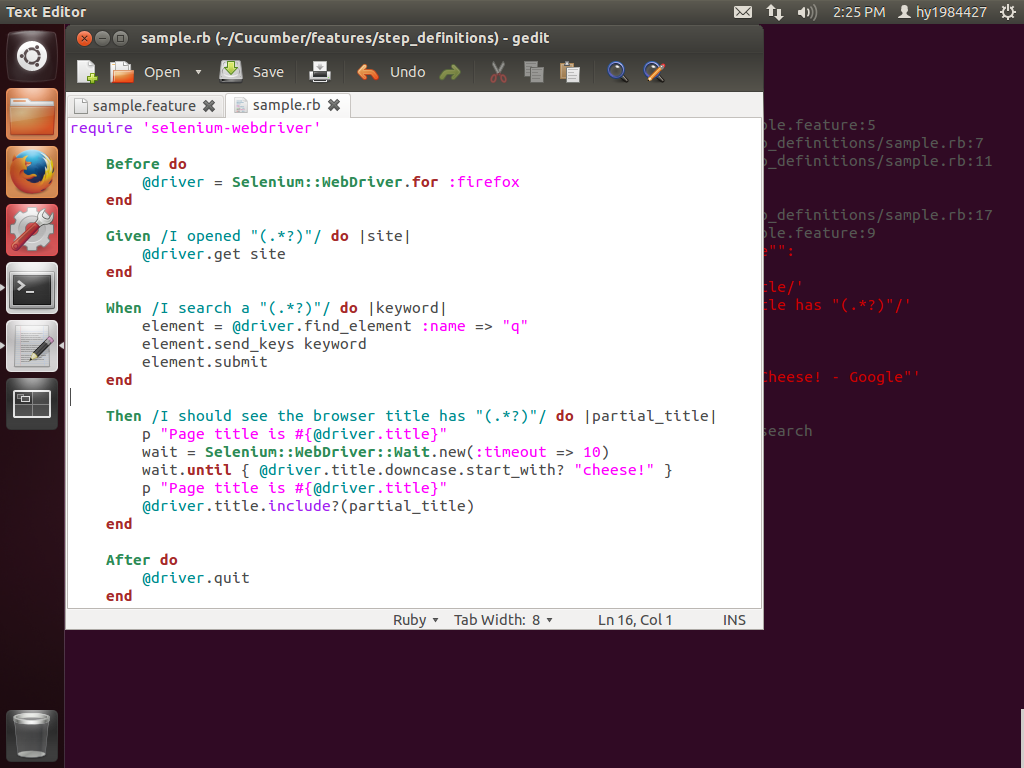 Text Editor
2:25 PM hy1984427
sample.rb (~/Cucumber/features/step_definitions) - gedit
Open Save Undo
sample.feature sample.rb
require 'selenium-webdriver'
Before do
@driver = Selenium::WebDriver.for :firefox
end
Given /I opened "(.*?)"/ do |site|
@driver.get site
end
When /I search a "(.*?)"/ do |keyword|
element = @driver.find_element :name => "q"
element.send_keys keyword
element.submit
end
Then /I should see the browser title has "(.*?)"/ do |partial_title|
p "Page title is #{@driver.title}"
wait = Selenium::WebDriver::Wait.new(:timeout => 10)
wait.until { @driver.title.downcase.start_with? "cheese!" }
p "Page title is #{@driver.title}"
@driver.title.include?(partial_title)
end
After do
@driver.quit
end
Ruby Tab Width: 8 Ln 16, Col 1 INS
ple.feature:5
p_definitions/sample.rb:7
p_definitions/sample.rb:11
p_definitions/sample.rb:17
ple.feature:9
e"":
tle/'
tle has "(.*?)"/'
Cheese! - Google"'
search